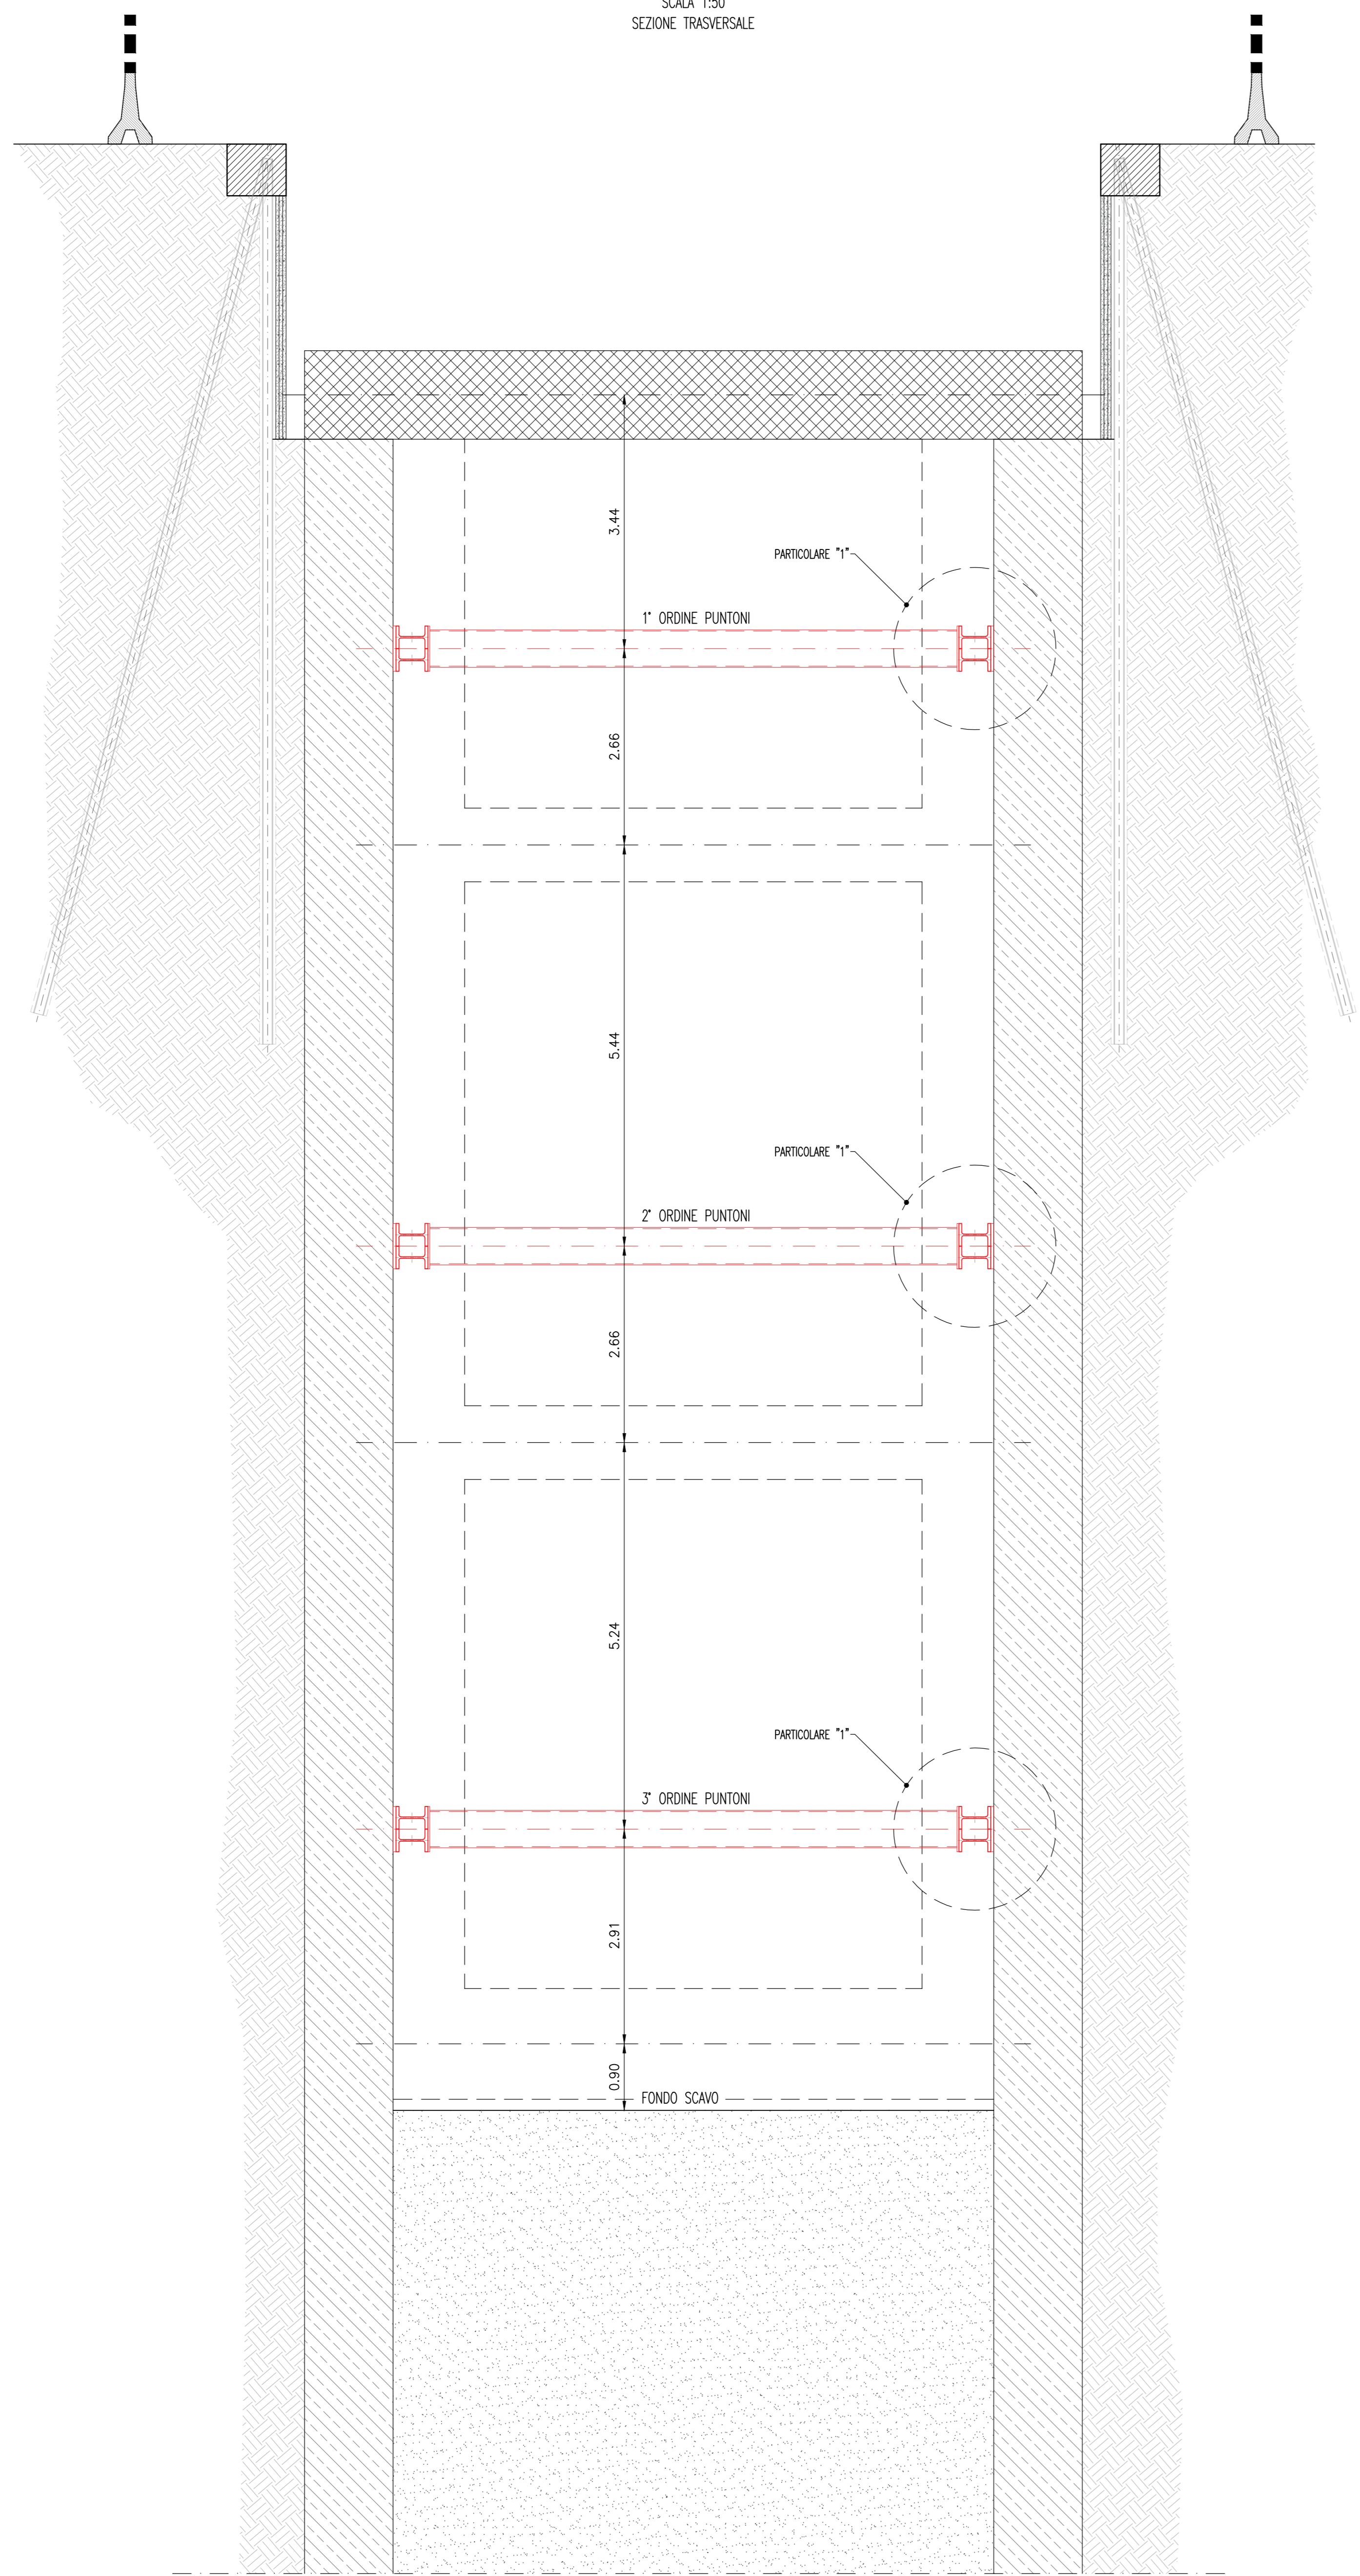 SCALA 1:50
SEZIONE TRASVERSALE
3.44
PARTICOLARE "1"
1° ORDINE PUNTONI
2.66
5.44
PARTICOLARE "1"
2° ORDINE PUNTONI
2.66
5.24
PARTICOLARE "1"
3° ORDINE PUNTONI
2.91
0.90
FONDO SCAVO